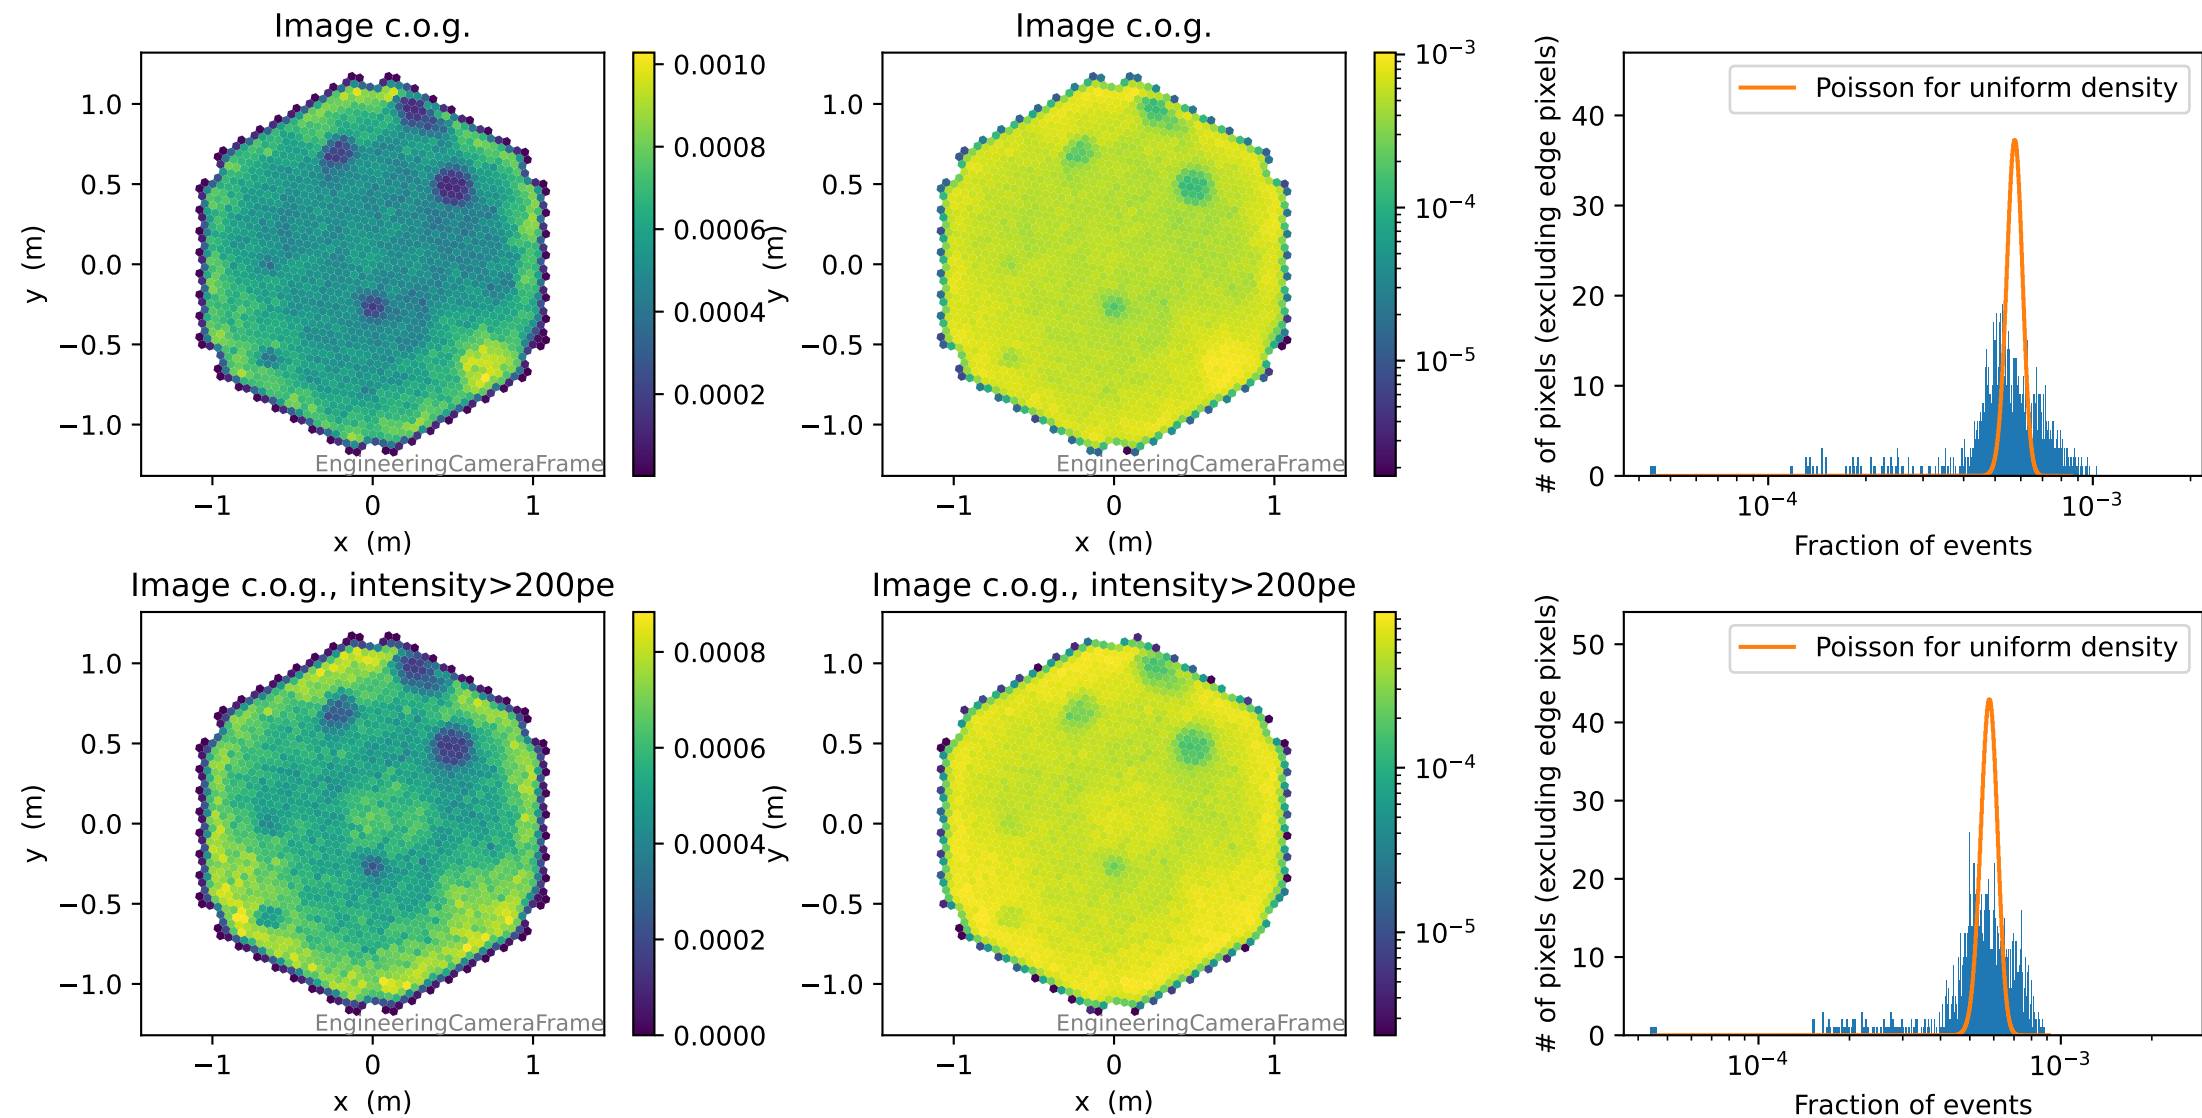 Image c.o.g.
1.0
0.5
0.0
−0.5
−1.0
y (m)
−1
0
1
x (m)
EngineeringCameraFrame
0.0010
0.0008
0.0006
0.0004
0.0002
Image c.o.g.
1.0
0.5
0.0
−0.5
−1.0
y (m)
−1
0
1
x (m)
EngineeringCameraFrame
10−3
10−4
10−5
Poisson for uniform density
40
30
20
10
0
# of pixels (excluding edge pixels)
10−4
10−3
Fraction of events
Image c.o.g., intensity>200pe
1.0
0.5
0.0
−0.5
−1.0
y (m)
−1
0
1
x (m)
EngineeringCameraFrame
0.0008
0.0006
0.0004
0.0002
0.0000
Image c.o.g., intensity>200pe
1.0
0.5
0.0
−0.5
−1.0
y (m)
−1
0
1
x (m)
EngineeringCameraFrame
10−4
10−5
Poisson for uniform density
50
40
30
20
10
0
# of pixels (excluding edge pixels)
10−4
10−3
Fraction of events